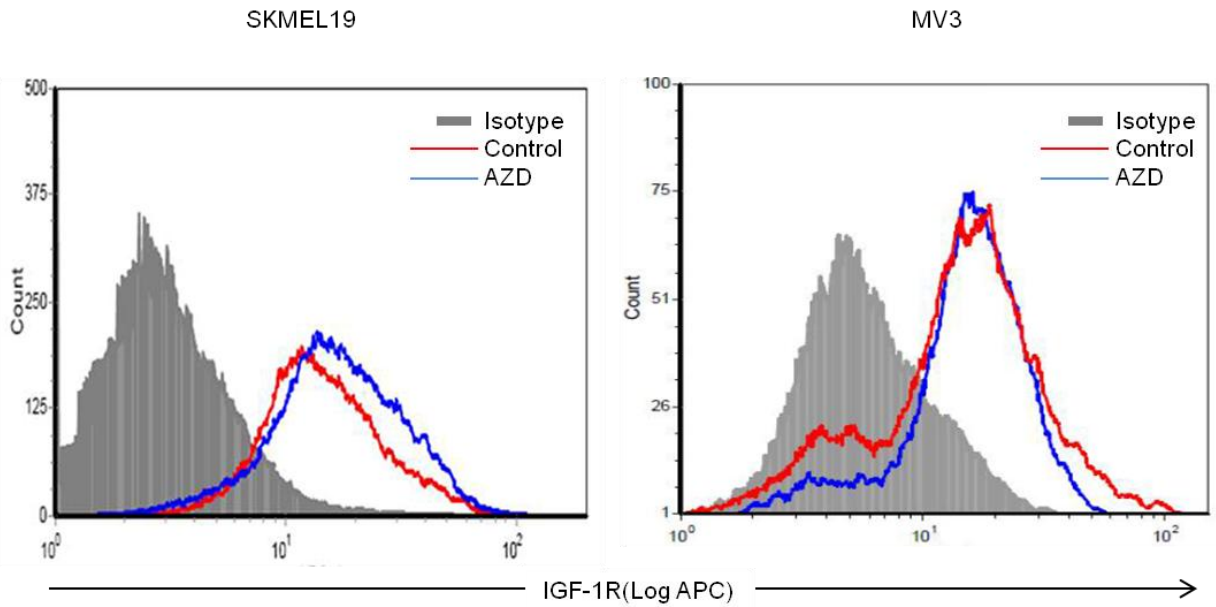 SKMEL19
MV3
500
375
250
125
0
Count
Isotype
Control
AZD
10⁰
10¹
10²
100
75
51
26
1
Count
Isotype
Control
AZD
10⁰
10¹
10²
IGF-1R(Log APC)